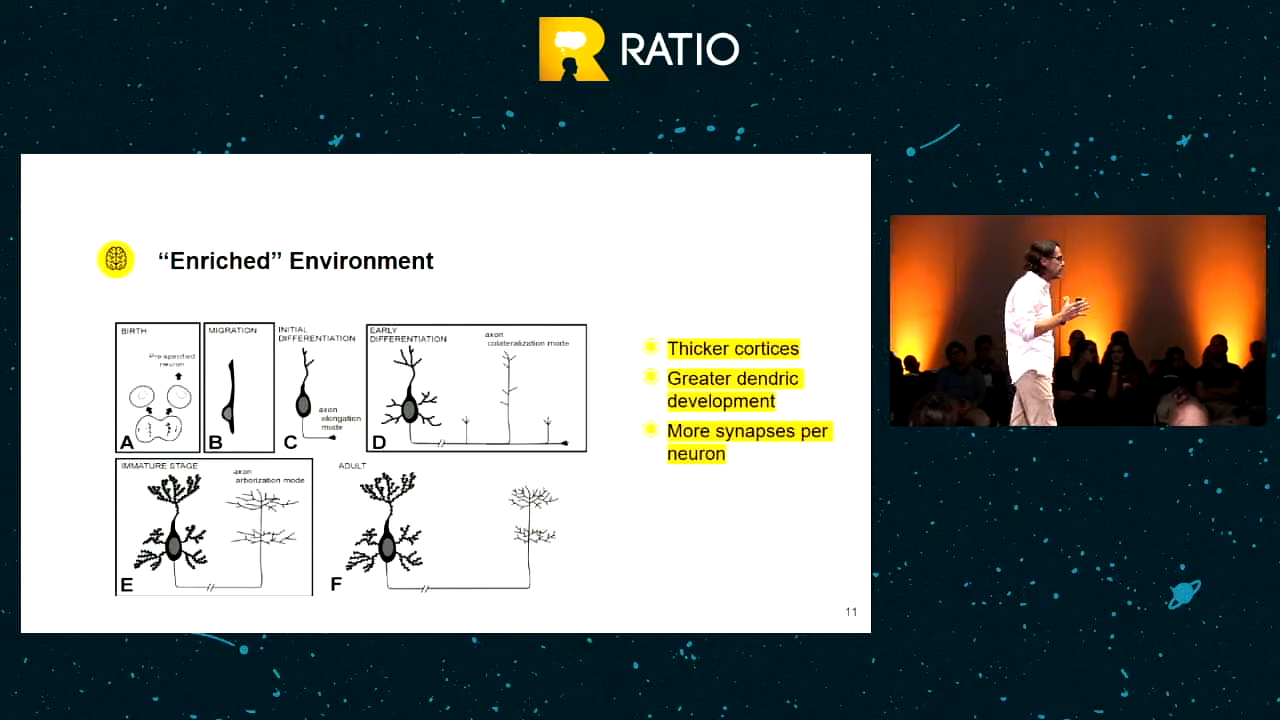 RATIO
“Enriched” Environment
BIRTH
Pre-specified
neuron
A
MIGRATION
B
INITIAL
DIFFERENTIATION
axon
elongation
mode
C
EARLY
DIFFERENTIATION
axon
colateralization mode
D
IMMATURE STAGE
axon
arborization mode
E
ADULT
F
Thicker cortices
Greater dendric
development
More synapses per
neuron
11